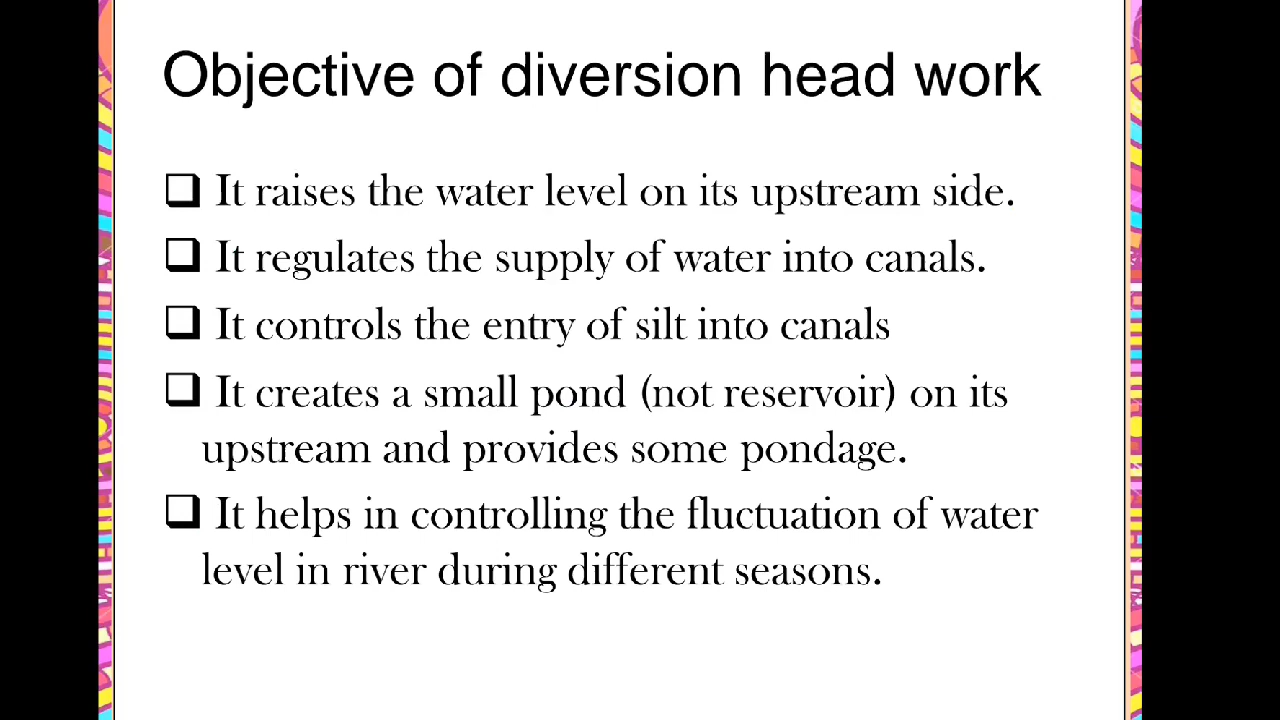 Objective of diversion head work
❑ It raises the water level on its upstream side.
❑ It regulates the supply of water into canals.
❑ It controls the entry of silt into canals
❑ It creates a small pond (not reservoir) on its
upstream and provides some pondage.
❑ It helps in controlling the fluctuation of water
level in river during different seasons.